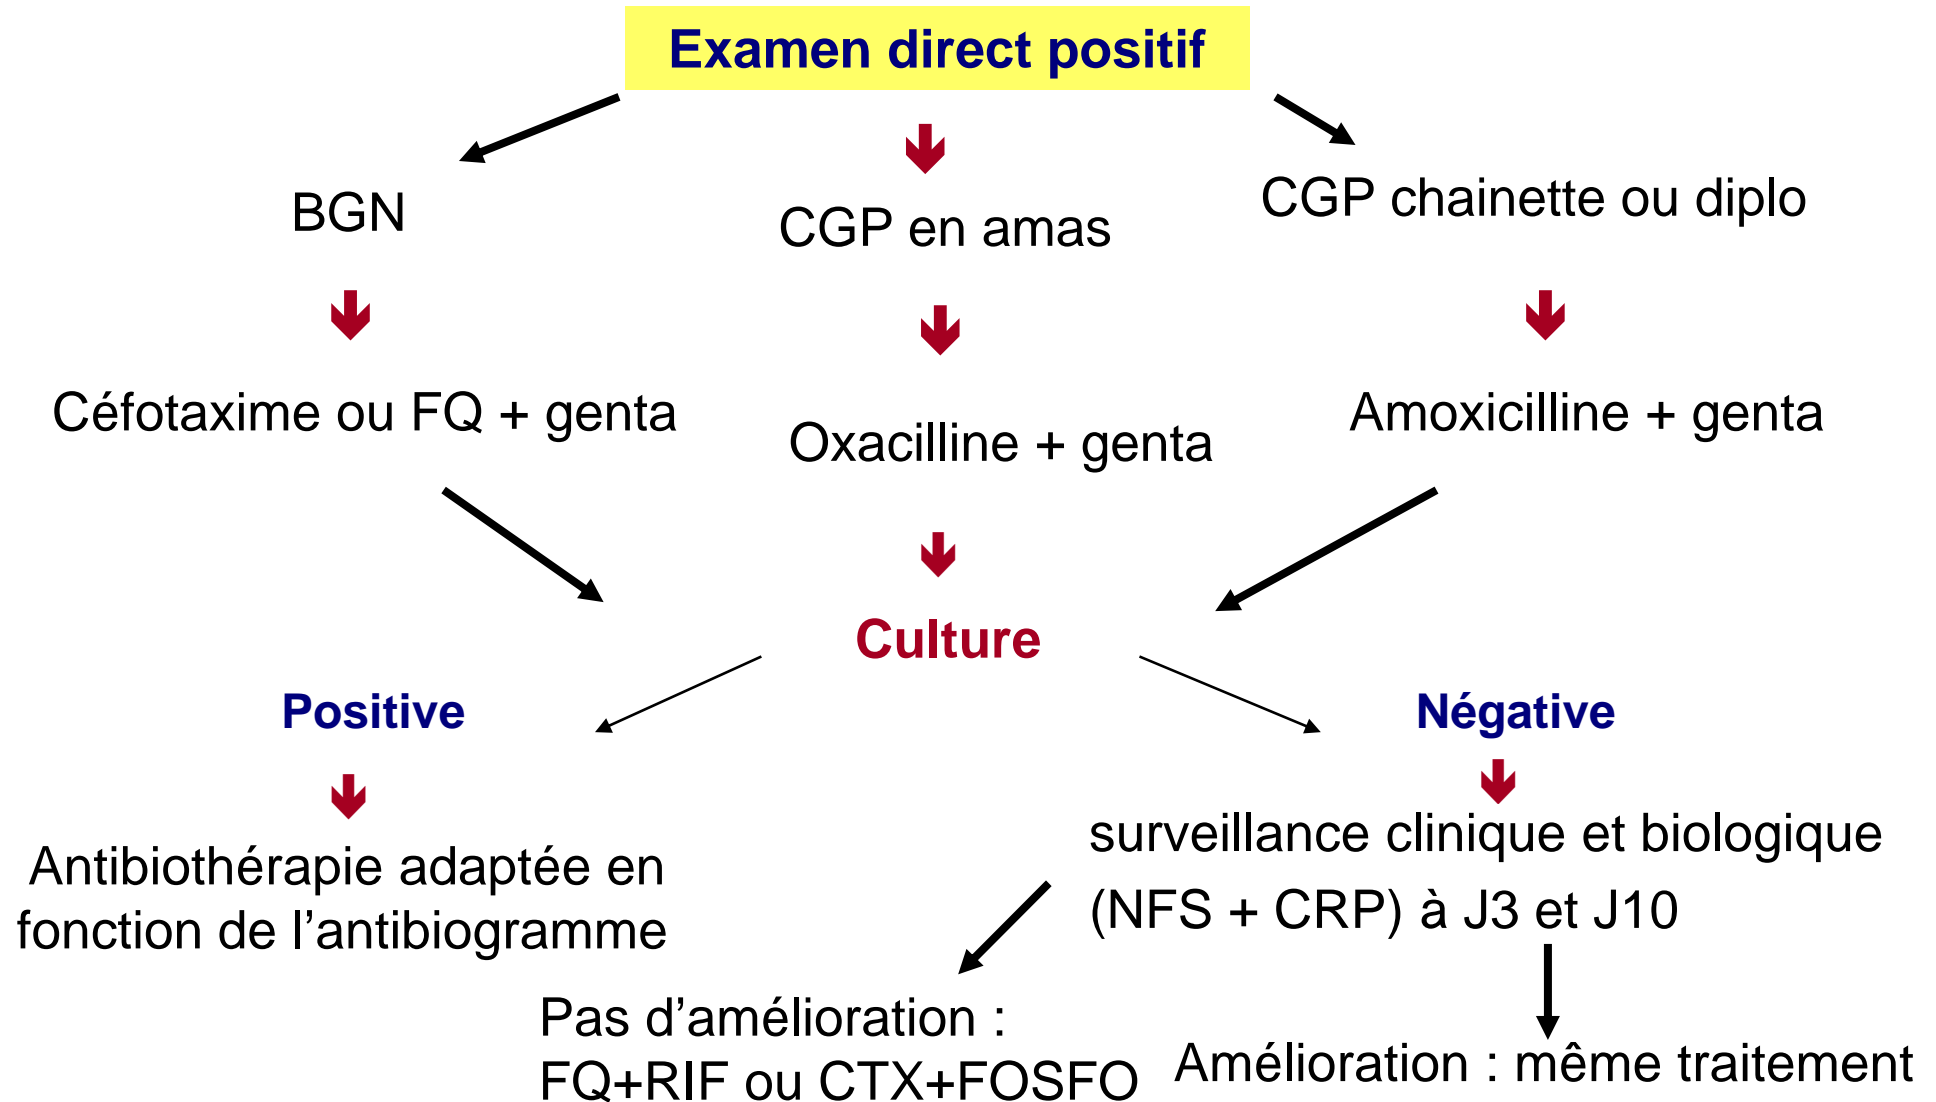 Examen direct positif
BGN
CGP en amas
CGP chainette ou diplo
Céfotaxime ou FQ + genta
Oxacilline + genta
Amoxicilline + genta
Culture
Positive
Négative
Antibiothérapie adaptée en
fonction de l’antibiogramme
surveillance clinique et biologique
(NFS + CRP) à J3 et J10
Pas d’amélioration :
FQ+RIF ou CTX+FOSFO
Amélioration : même traitement